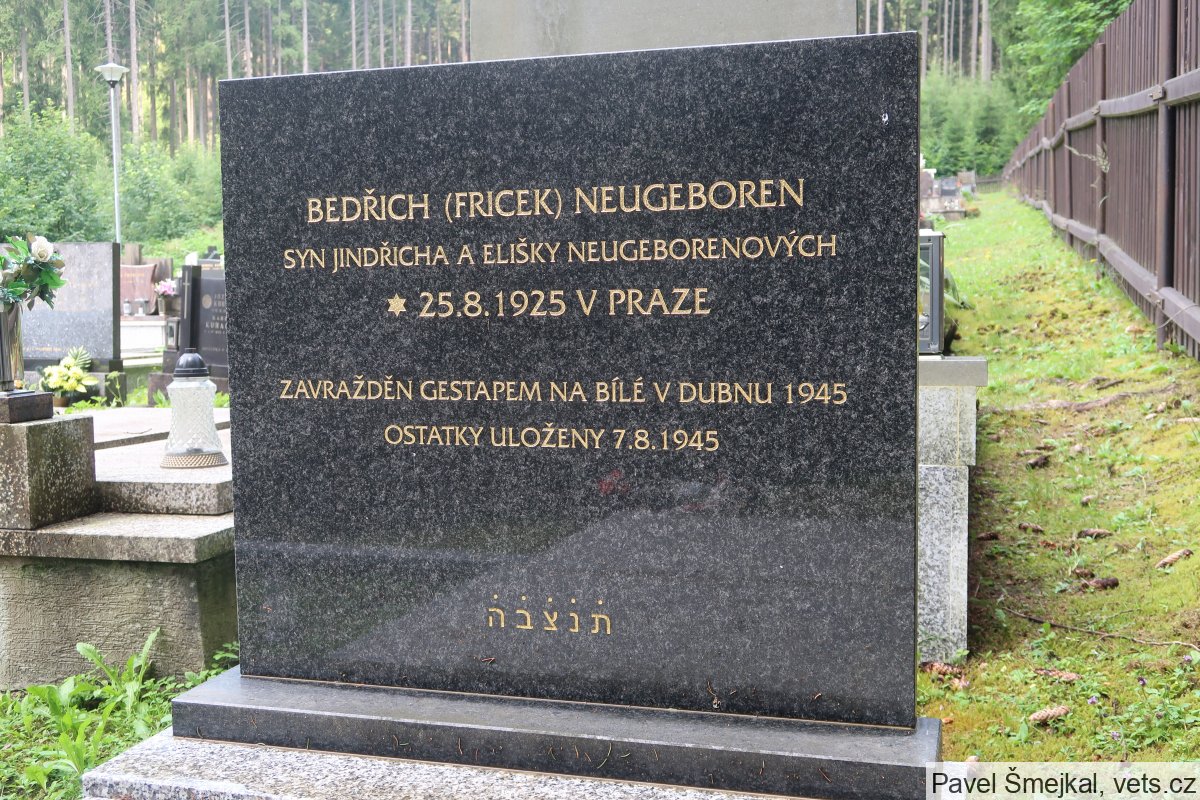 BEDŘICH (FRICEK) NEUGEBOREN
SYN JINDŘICHA A ELIŠKY NEUGEBORENOVÝCH
✡ 25.8.1925 V PRAZE
ZAVRAŽDĚN GESTAPEM NA BÍLÉ V DUBNU 1945
OSTATKY ULOŽENY 7.8.1945
תׄנׄצׄבׄהׄ
Pavel Šmejkal, vets.cz